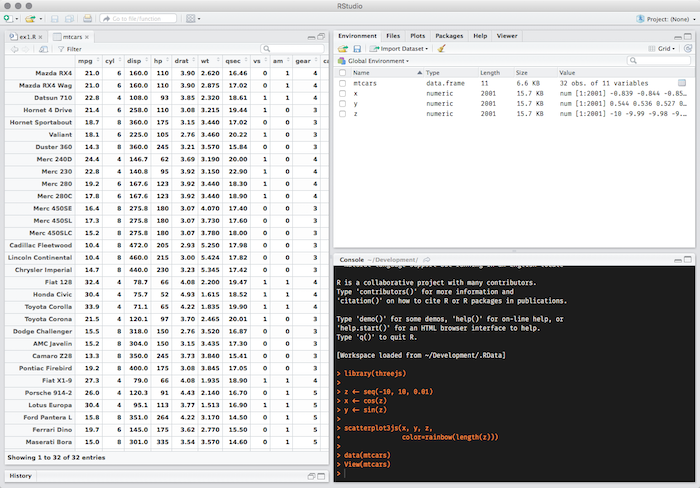 RStudio
Go to file/function
Project: (None)
ex1.R
mtcars
Filter
mpg cyl disp hp drat wt qsec vs am gear ca
Mazda RX4 21.0 6 160.0 110 3.90 2.620 16.46 0 1 4
Mazda RX4 Wag 21.0 6 160.0 110 3.90 2.875 17.02 0 1 4
Datsun 710 22.8 4 108.0 93 3.85 2.320 18.61 1 1 4
Hornet 4 Drive 21.4 6 258.0 110 3.08 3.215 19.44 1 0 3
Hornet Sportabout 18.7 8 360.0 175 3.15 3.440 17.02 0 0 3
Valiant 18.1 6 225.0 105 2.76 3.460 20.22 1 0 3
Duster 360 14.3 8 360.0 245 3.21 3.570 15.84 0 0 3
Merc 240D 24.4 4 146.7 62 3.69 3.190 20.00 1 0 4
Merc 230 22.8 4 140.8 95 3.92 3.150 22.90 1 0 4
Merc 280 19.2 6 167.6 123 3.92 3.440 18.30 1 0 4
Merc 280C 17.8 6 167.6 123 3.92 3.440 18.90 1 0 4
Merc 450SE 16.4 8 275.8 180 3.07 4.070 17.40 0 0 3
Merc 450SL 17.3 8 275.8 180 3.07 3.730 17.60 0 0 3
Merc 450SLC 15.2 8 275.8 180 3.07 3.780 18.00 0 0 3
Cadillac Fleetwood 10.4 8 472.0 205 2.93 5.250 17.98 0 0 3
Lincoln Continental 10.4 8 460.0 215 3.00 5.424 17.82 0 0 3
Chrysler Imperial 14.7 8 440.0 230 3.23 5.345 17.42 0 0 3
Fiat 128 32.4 4 78.7 66 4.08 2.200 19.47 1 1 4
Honda Civic 30.4 4 75.7 52 4.93 1.615 18.52 1 1 4
Toyota Corolla 33.9 4 71.1 65 4.22 1.835 19.90 1 1 4
Toyota Corona 21.5 4 120.1 97 3.70 2.465 20.01 1 0 3
Dodge Challenger 15.5 8 318.0 150 2.76 3.520 16.87 0 0 3
AMC Javelin 15.2 8 304.0 150 3.15 3.435 17.30 0 0 3
Camaro Z28 13.3 8 350.0 245 3.73 3.840 15.41 0 0 3
Pontiac Firebird 19.2 8 400.0 175 3.08 3.845 17.05 0 0 3
Fiat X1-9 27.3 4 79.0 66 4.08 1.935 18.90 1 1 4
Porsche 914-2 26.0 4 120.3 91 4.43 2.140 16.70 0 1 5
Lotus Europa 30.4 4 95.1 113 3.77 1.513 16.90 1 1 5
Ford Pantera L 15.8 8 351.0 264 4.22 3.170 14.50 0 1 5
Ferrari Dino 19.7 6 145.0 175 3.62 2.770 15.50 0 1 5
Maserati Bora 15.0 8 301.0 335 3.54 3.570 14.60 0 1 5
Showing 1 to 32 of 32 entries
History
Environment Files Plots Packages Help Viewer
Import Dataset
Grid
Global Environment
Name Type Length Size Value
mtcars data.frame 11 6.6 KB 32 obs. of 11 variables
x numeric 2001 15.7 KB num [1:2001] -0.839 -0.844 -0.85…
y numeric 2001 15.7 KB num [1:2001] 0.544 0.536 0.527 0…
z numeric 2001 15.7 KB num [1:2001] -10 -9.99 -9.98 -9…
Console ~/Development/
R is a collaborative project with many contributors.
Type 'contributors()' for more information and
'citation()' on how to cite R or R packages in publications.
Type 'demo()' for some demos, 'help()' for on-line help, or
'help.start()' for an HTML browser interface to help.
Type 'q()' to quit R.
[Workspace loaded from ~/Development/.RData]
> library(threejs)
>
> z <- seq(-10, 10, 0.01)
> x <- cos(z)
> y <- sin(z)
>
> scatterplot3js(x, y, z,
+ color=rainbow(length(z)))
>
> data(mtcars)
> View(mtcars)
>